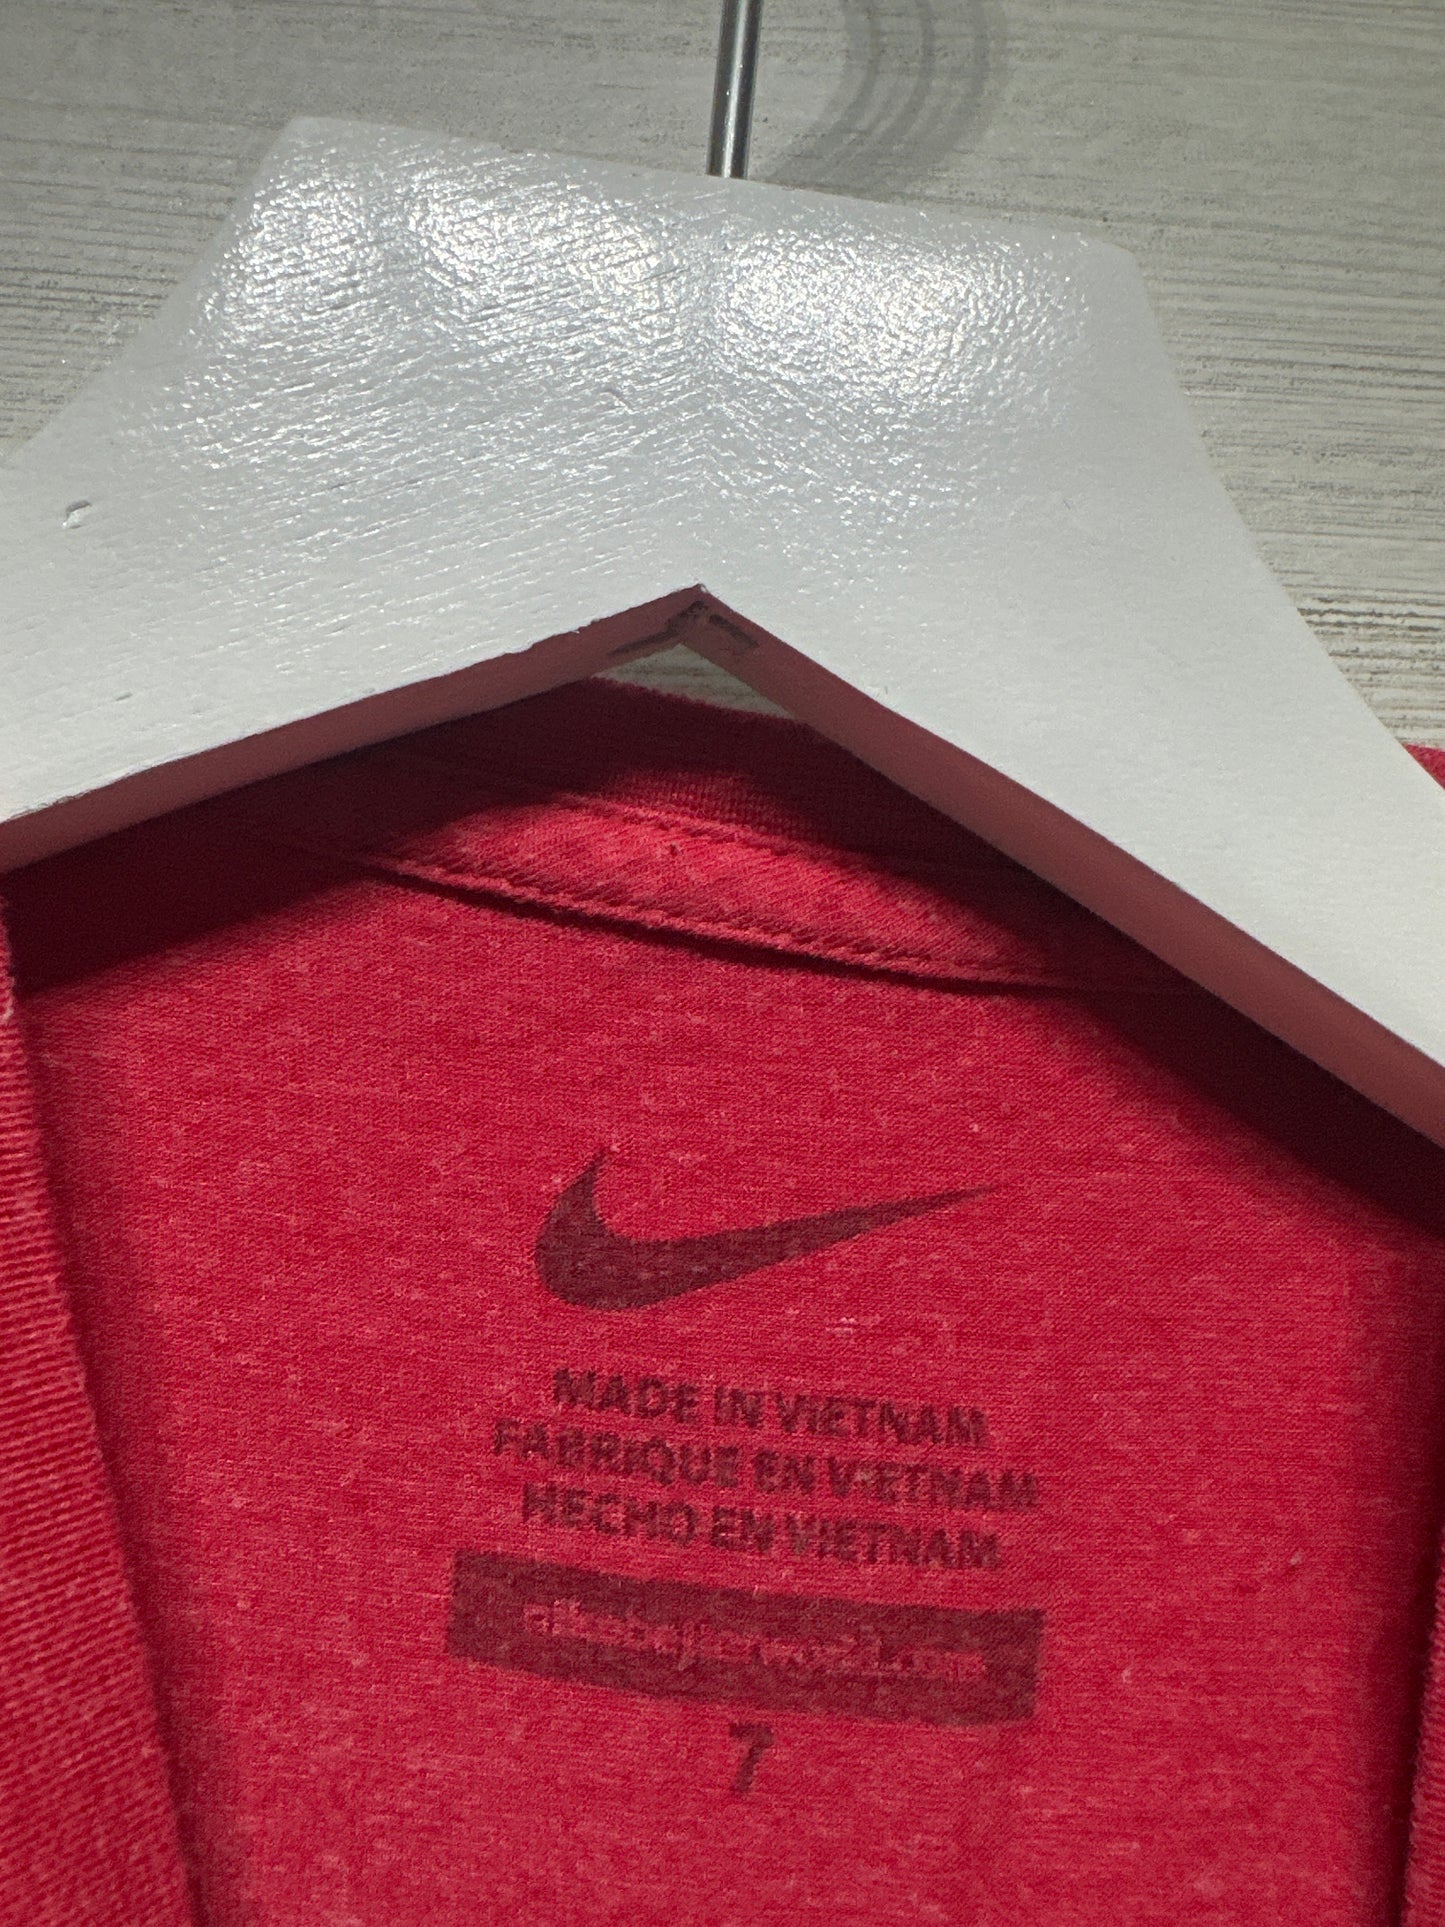 MADE IN VIETNAM
FABRIQUE EN VIETNAM
HECHO EN VIETNAM
7